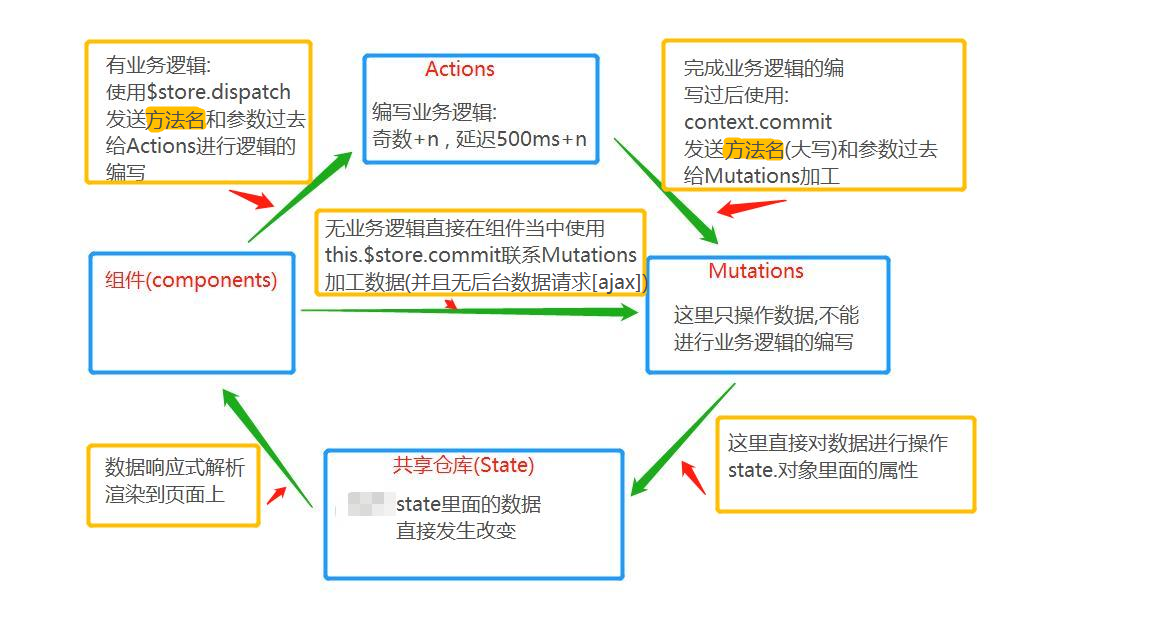 有业务逻辑:
使用$store.dispatch
发送方法名和参数过去
给Actions进行逻辑的
编写
Actions
编写业务逻辑:
奇数+n , 延迟500ms+n
完成业务逻辑的编
写过后使用:
context.commit
发送方法名(大写)和参数过去
给Mutations加工
无业务逻辑直接在组件当中使用
this.$store.commit联系Mutations
加工数据(并且无后台数据请求[ajax])
组件(components)
Mutations
这里只操作数据,不能
进行业务逻辑的编写
数据响应式解析
渲染到页面上
共享仓库(State)
state里面的数据
直接发生改变
这里直接对数据进行操作
state.对象里面的属性